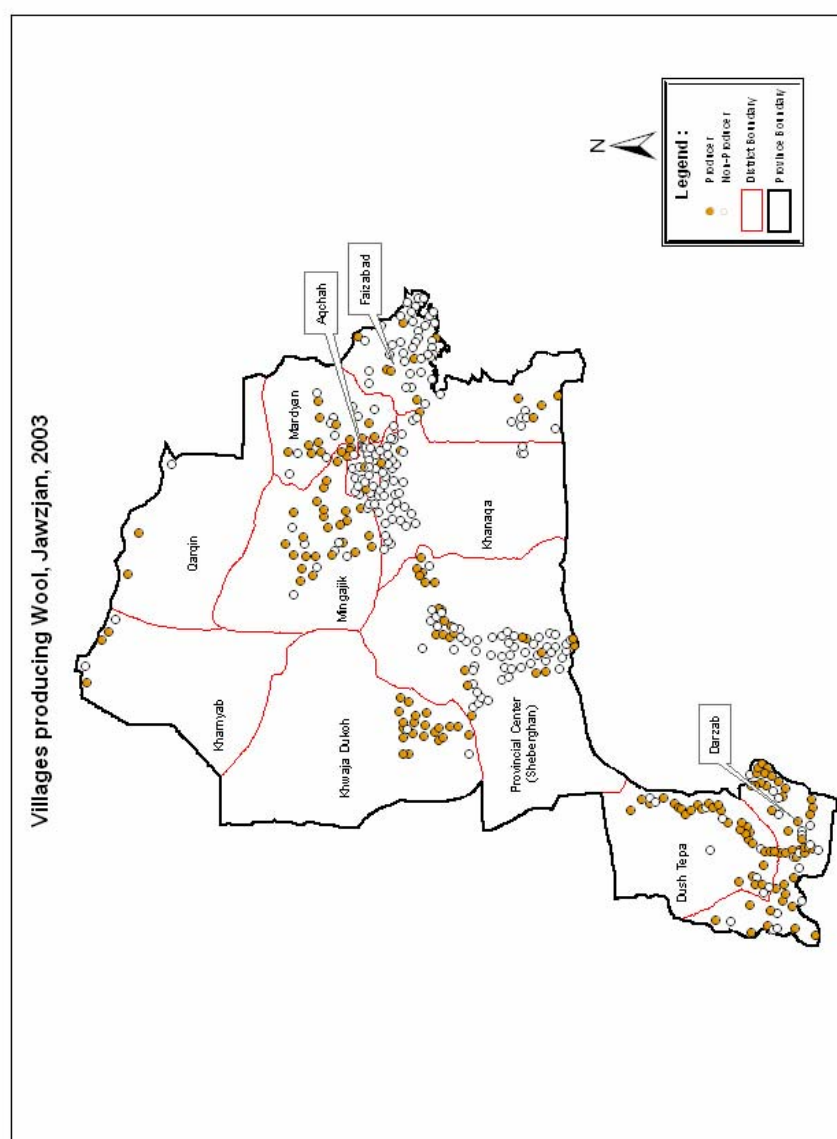 Villages producing Wool, Jawzjan, 2003
N
Qarqin
Khamyab
Mardyan
Aqchah
Faizabad
Mingajik
Khwaja Dukoh
Khanaqa
Provincial Center
(Sheberghan)
Dush Tepa
Darzab
Legend :
Producer
Non-Producer
District Boundary
Province Boundary